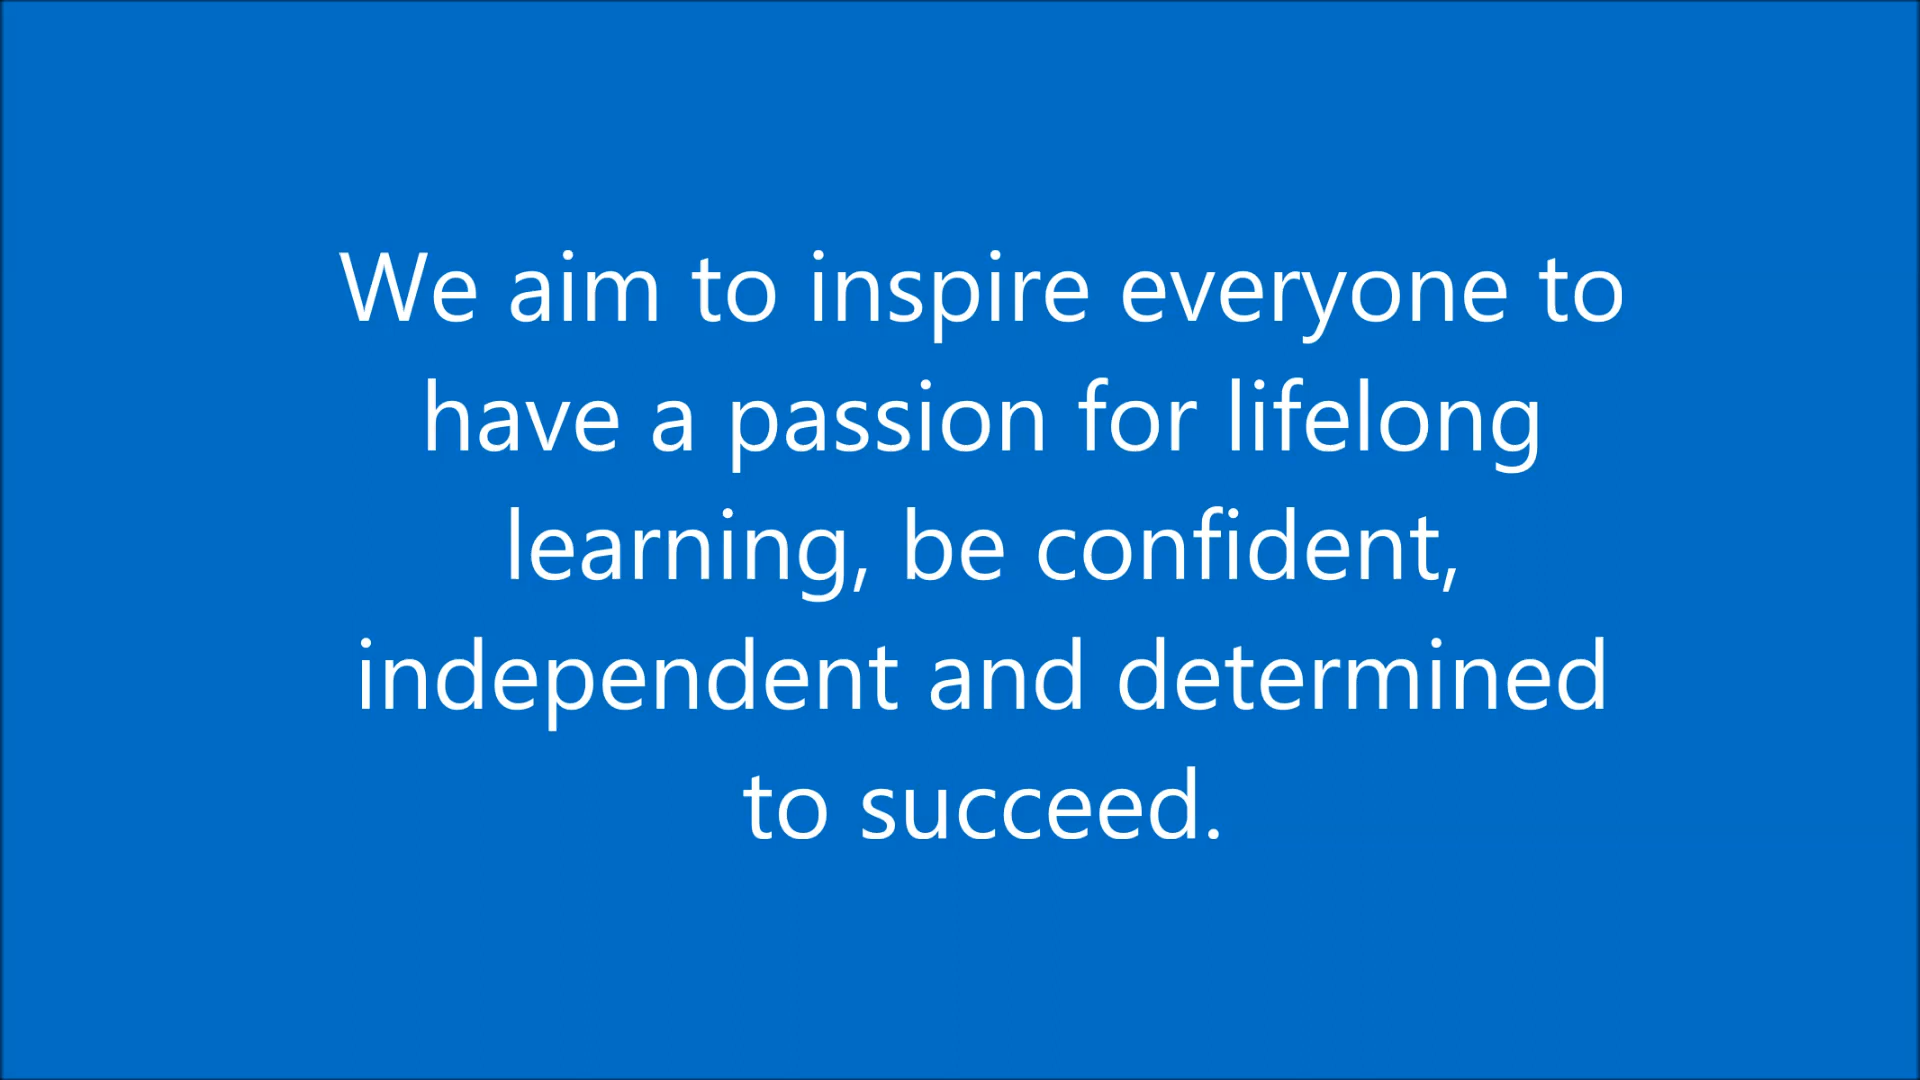 We aim to inspire everyone to
have a passion for lifelong
learning, be confident,
independent and determined
to succeed.